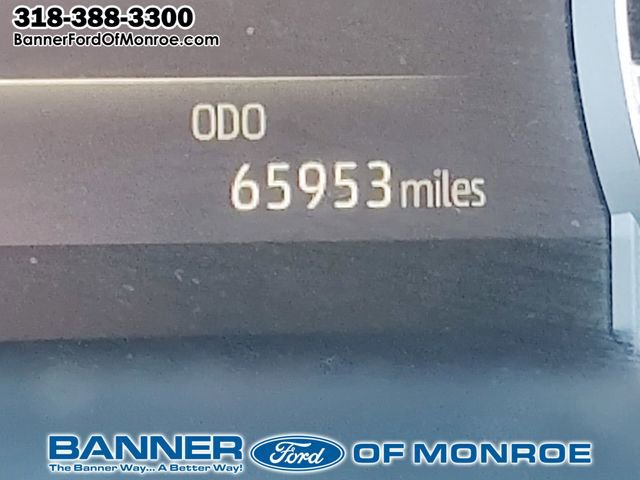 318-388-3300
BannerFordOfMonroe.com
ODO
65953 miles
BANNER Ford OF MONROE
The Banner Way... A Better Way!